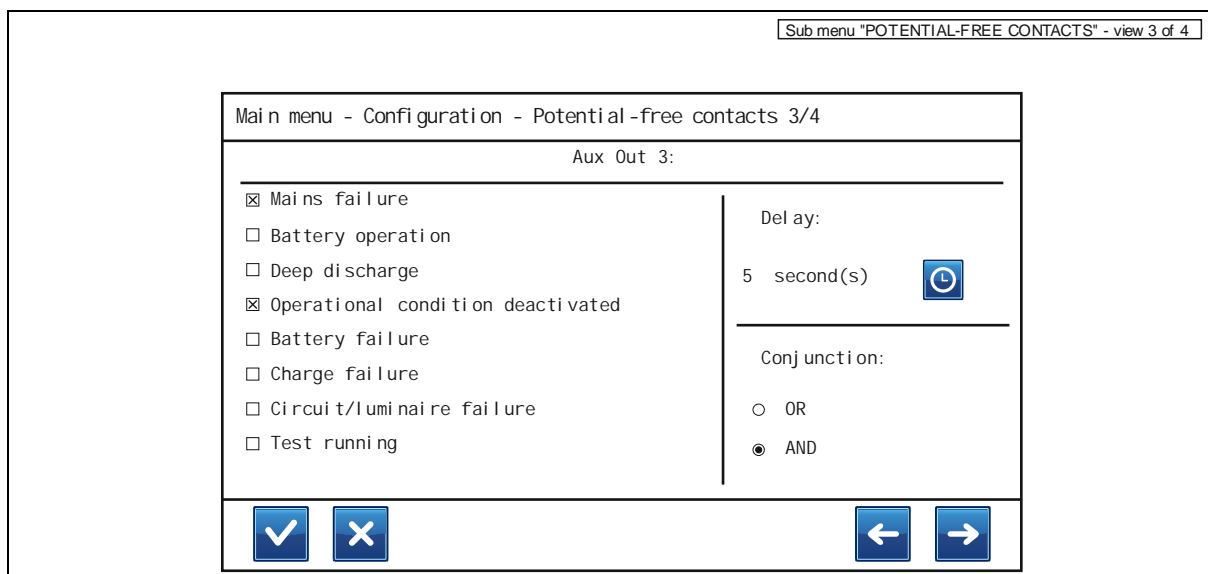 Sub menu "POTENTIAL-FREE CONTACTS" - view 3 of 4
Main menu - Configuration - Potential-free contacts 3/4
Aux Out 3:
Mains failure
Battery operation
Deep discharge
Operational condition deactivated
Battery failure
Charge failure
Circuit/luminaire failure
Test running
Delay:
5 second(s)
Conjunction:
OR
AND